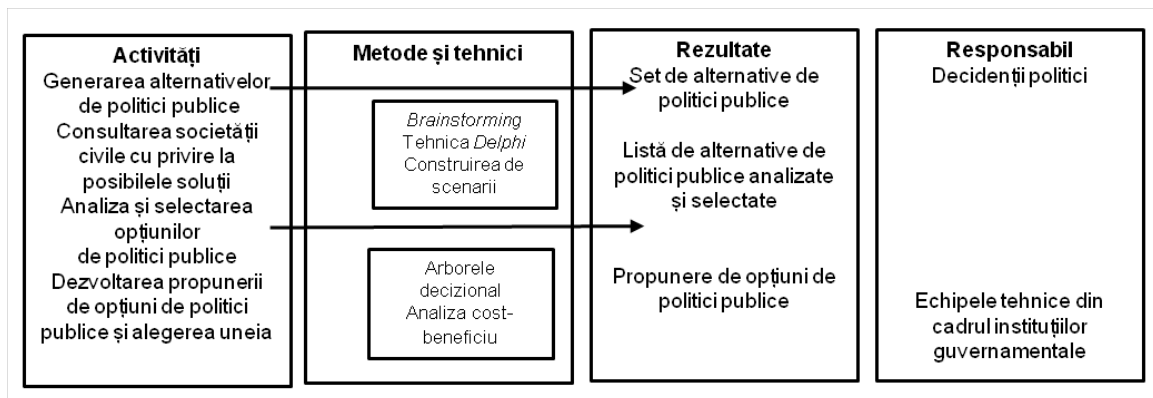 Activități
Generarea alternativelor
de politici publice
Consultarea societății
civile cu privire la
posibilele soluții
Analiza și selectarea
opțiunilor
de politici publice
Dezvoltarea propunerii
de opțiuni de politici
publice și alegerea uneia
Metode și tehnici
Brainstorming
Tehnica Delphi
Construirea de
scenarii
Arborele
decizional
Analiza cost-
beneficiu
Rezultate
Set de alternative de
politici publice
Listă de alternative de
politici publice analizate
și selectate
Propunere de opțiuni de
politici publice
Responsabil
Decidenții politici
Echipele tehnice din
cadrul instituțiilor
guvernamentale